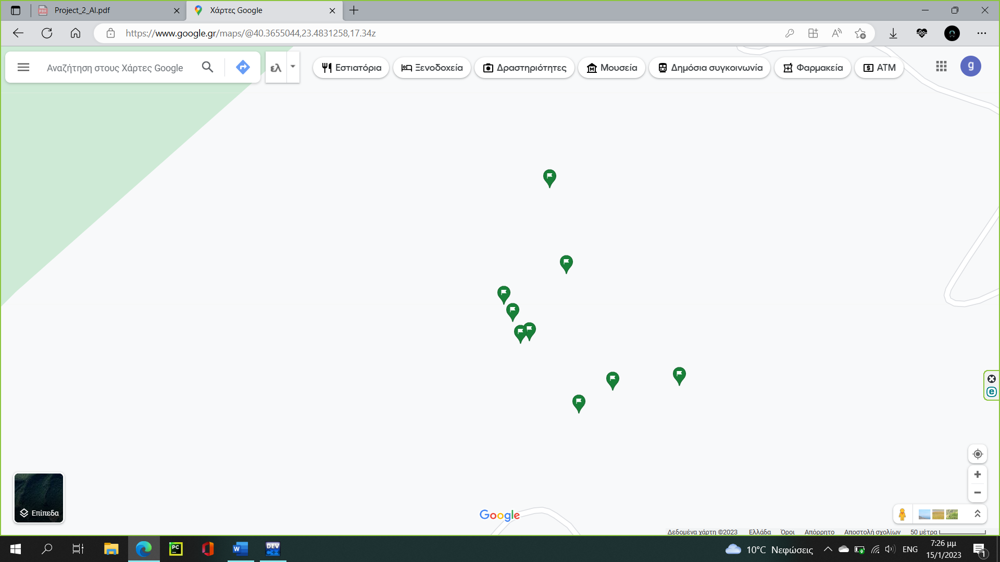 Project_2_AI.pdf
Χάρτες Google
https://www.google.gr/maps/@40.3655044,23.4831258,17.34z
Αναζήτηση στους Χάρτες Google
ελ
Εστιατόρια
Ξενοδοχεία
Δραστηριότητες
Μουσεία
Δημόσια συγκοινωνία
Φαρμακεία
ATM
g
Επίπεδα
Google
Δεδομένα χάρτη ©2023 Ελλάδα Όροι Απόρρητο Αποστολή σχολίων 50 μέτρα
10°C Νεφώσεις
ENG
7:26 μμ
15/1/2023
1